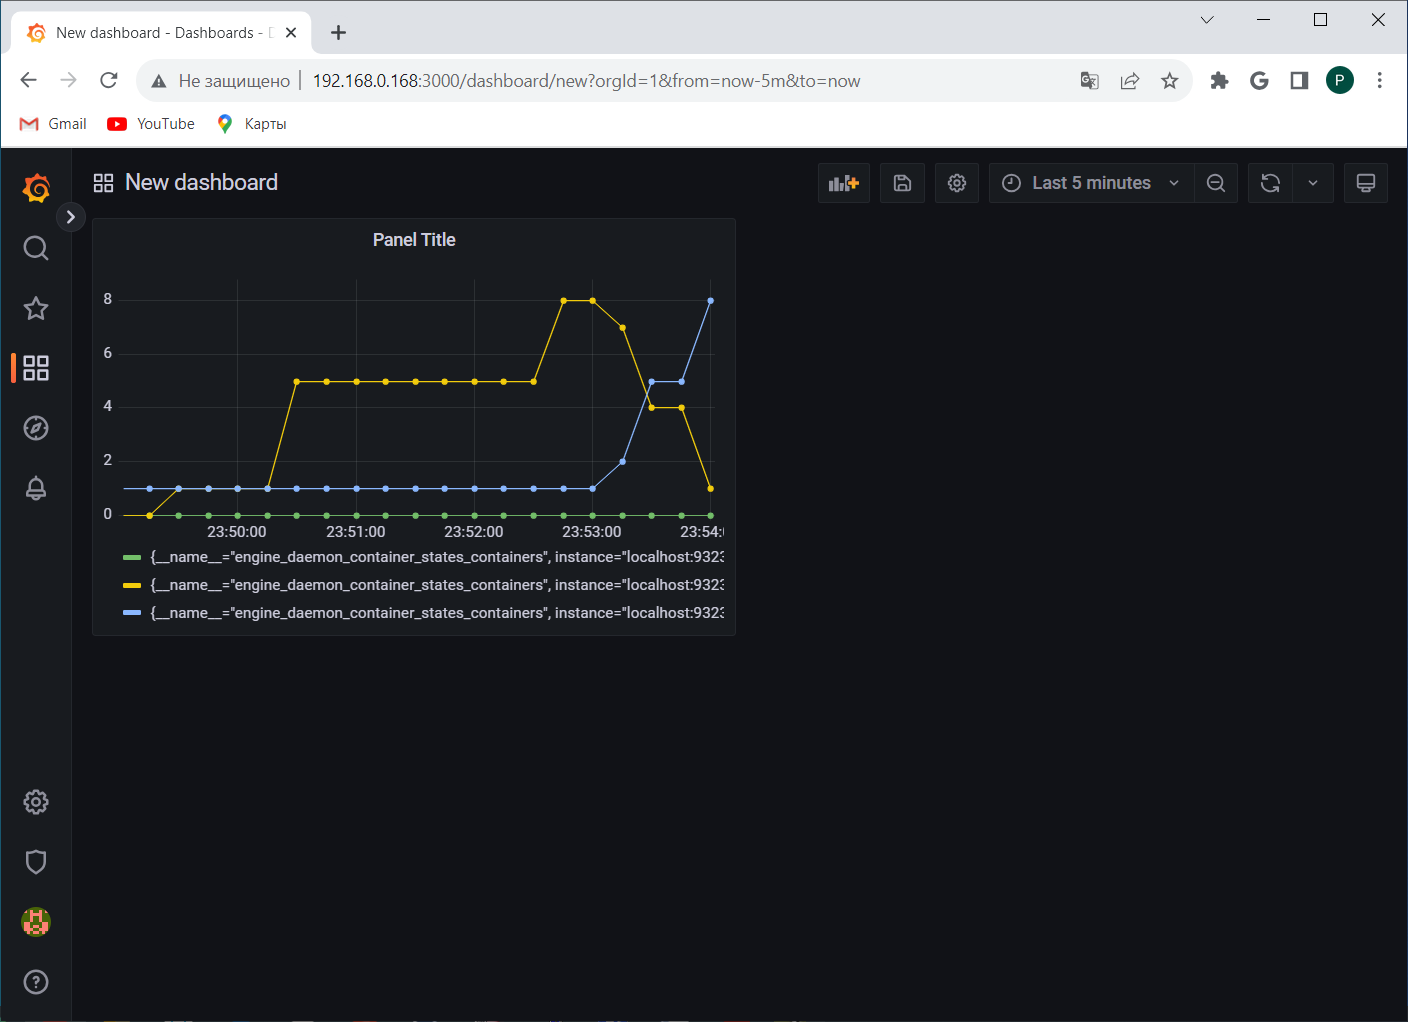 New dashboard - Dashboards -
Не защищено
192.168.0.168:3000/dashboard/new?orgId=1&from=now-5m&to=now
P
Gmail
YouTube
Карты
New dashboard
Last 5 minutes
Panel Title
8
6
4
2
0
23:50:00
23:51:00
23:52:00
23:53:00
23:54:
{__name__="engine_daemon_container_states_containers", instance="localhost:9323
{__name__="engine_daemon_container_states_containers", instance="localhost:9323
{__name__="engine_daemon_container_states_containers", instance="localhost:9323